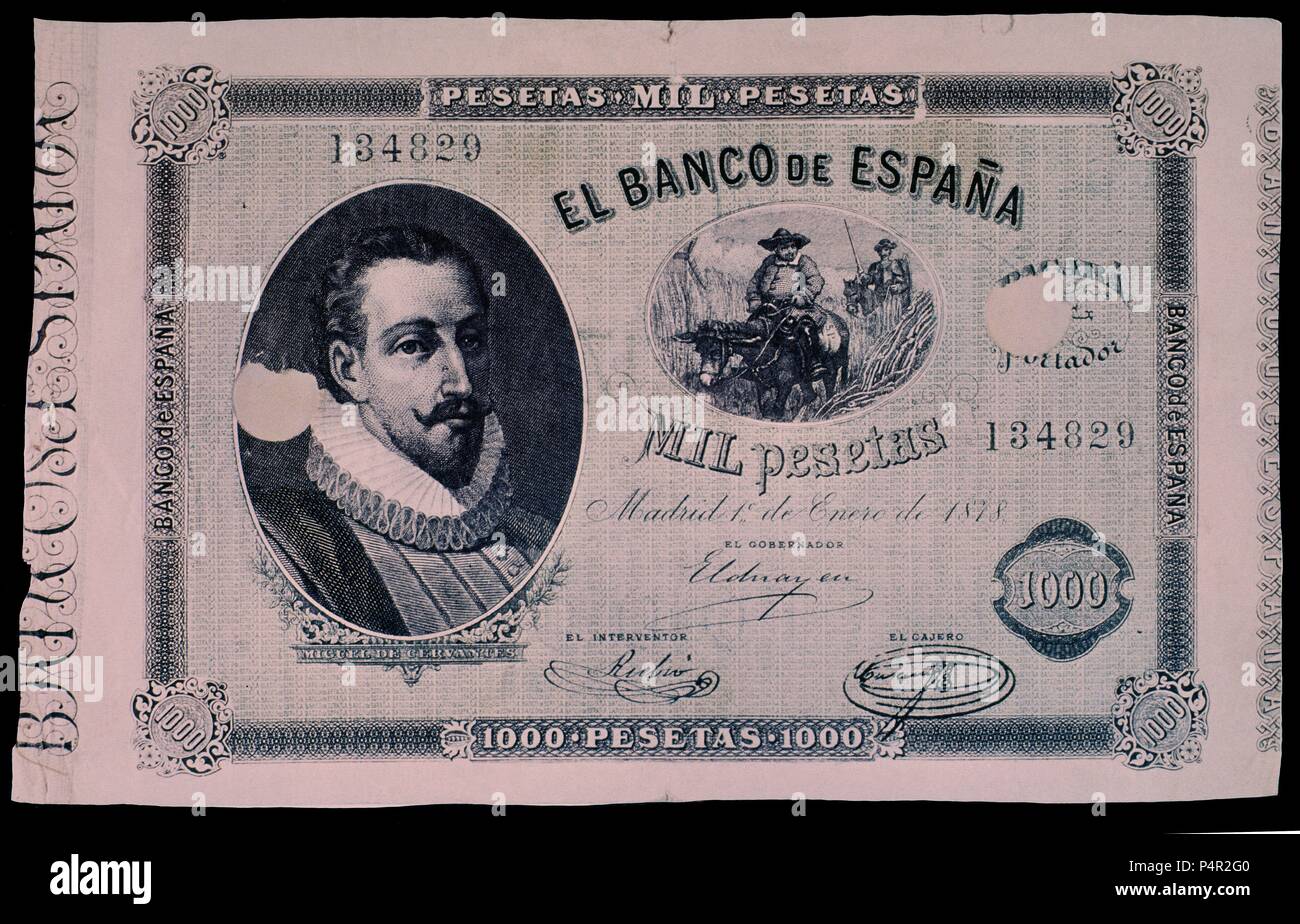 PESETAS MIL PESETAS
1000
1000
134829
EL BANCO DE ESPAÑA
PAGARÁ
Portador
BANCO de ESPAÑA
BANCO de ESPAÑA
MIL pesetas
134829
Madrid 1º de Enero de 1878
EL GOBERNADOR
Elduayen
1000
EL INTERVENTOR
EL CAJERO
MIGUEL DE CERVANTES
1000
1000
1000·PESETAS·1000
alamy
Image ID: P4R2G0
www.alamy.com